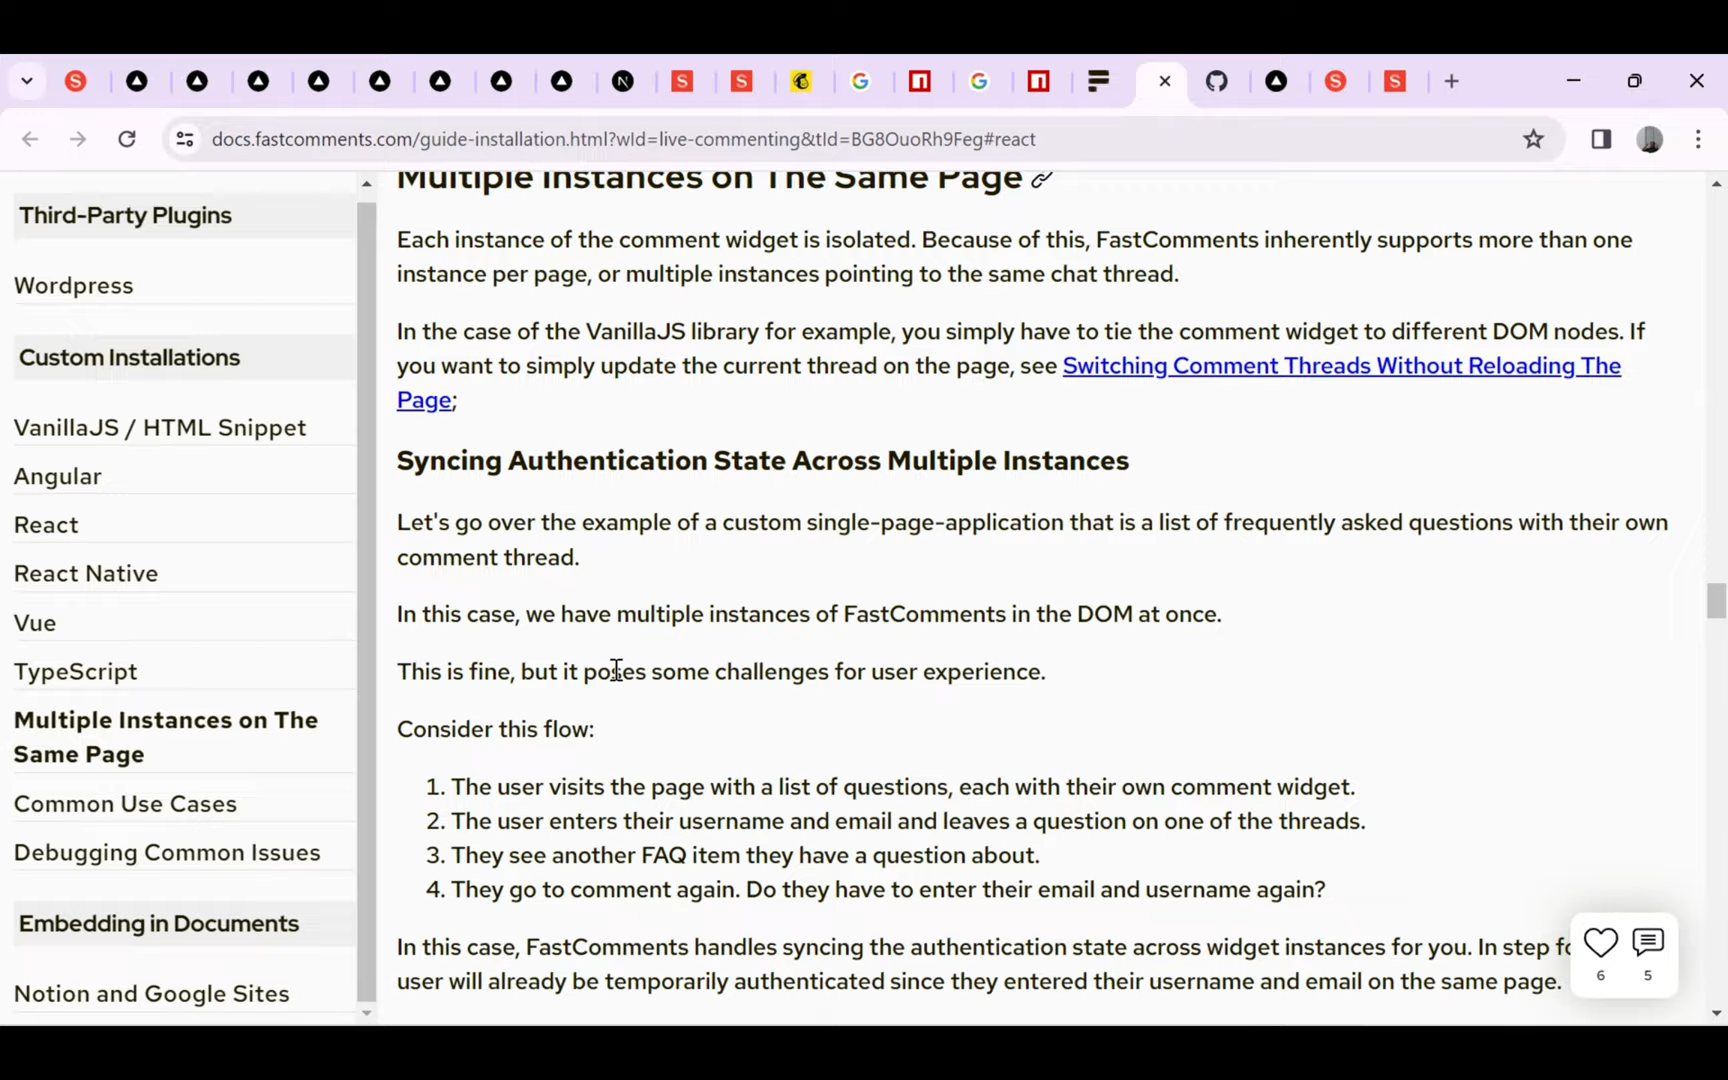 docs.fastcomments.com/guide-installation.html?wId=live-commenting&tId=BG8OuoRh9Feg#react
Third-Party Plugins
Wordpress
Custom Installations
VanillaJS / HTML Snippet
Angular
React
React Native
Vue
TypeScript
Multiple Instances on The
Same Page
Common Use Cases
Debugging Common Issues
Embedding in Documents
Notion and Google Sites
Multiple Instances on The Same Page
Each instance of the comment widget is isolated. Because of this, FastComments inherently supports more than one
instance per page, or multiple instances pointing to the same chat thread.
In the case of the VanillaJS library for example, you simply have to tie the comment widget to different DOM nodes. If
you want to simply update the current thread on the page, see Switching Comment Threads Without Reloading The
Page;
Syncing Authentication State Across Multiple Instances
Let's go over the example of a custom single-page-application that is a list of frequently asked questions with their own
comment thread.
In this case, we have multiple instances of FastComments in the DOM at once.
This is fine, but it poses some challenges for user experience.
Consider this flow:
1. The user visits the page with a list of questions, each with their own comment widget.
2. The user enters their username and email and leaves a question on one of the threads.
3. They see another FAQ item they have a question about.
4. They go to comment again. Do they have to enter their email and username again?
In this case, FastComments handles syncing the authentication state across widget instances for you. In step
user will already be temporarily authenticated since they entered their username and email on the same page.
6 5